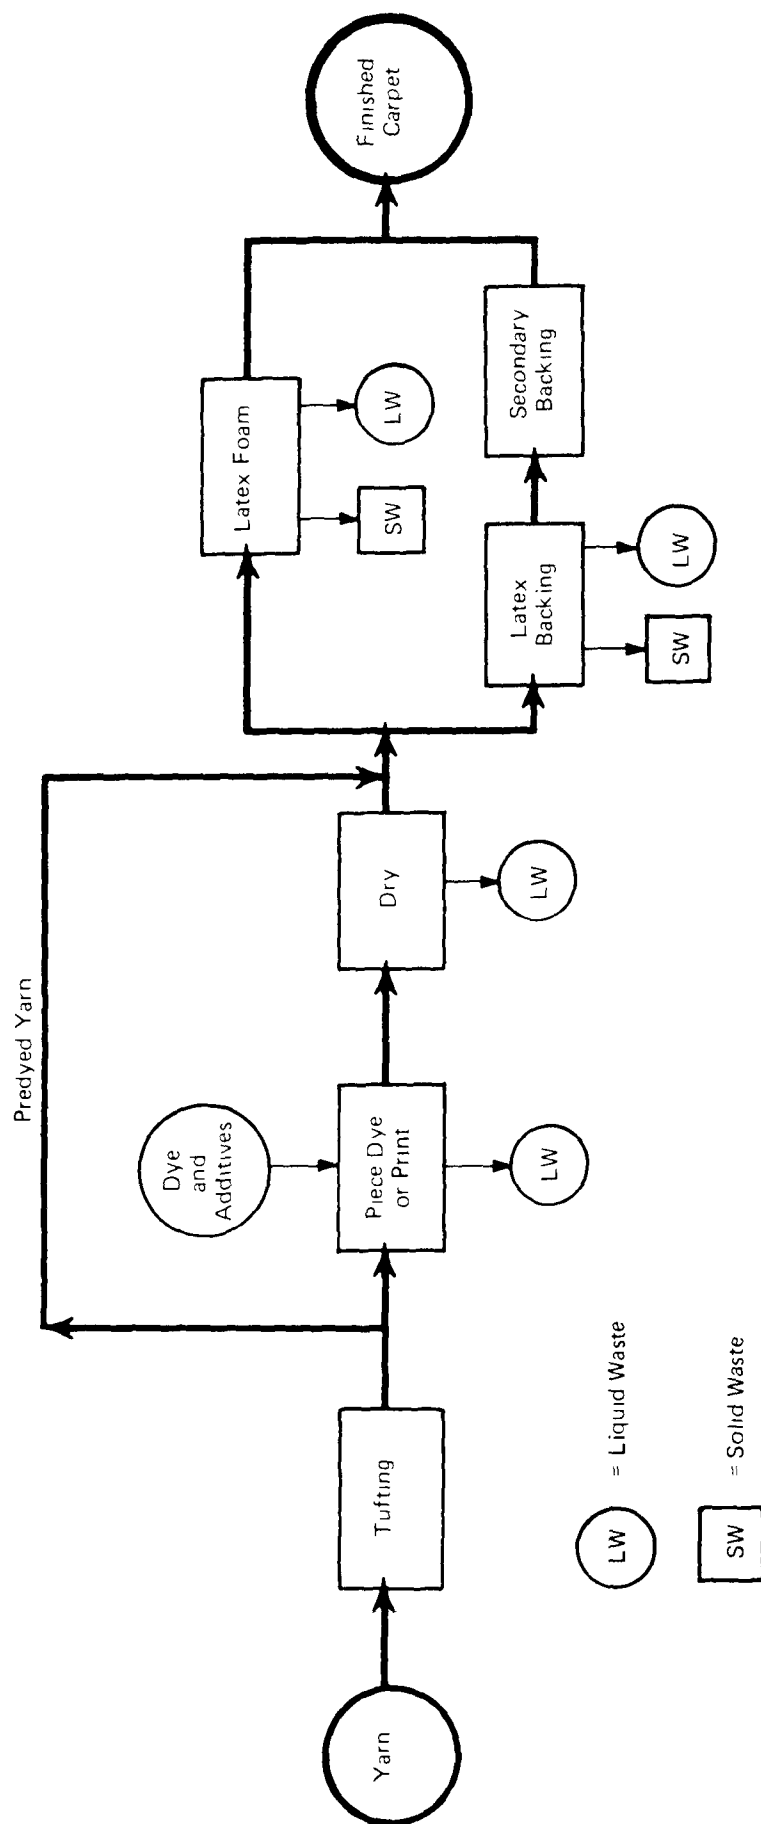 Yarn
Tufting
Predyed Yarn
Dye
and
Additives
Piece Dye
or Print
LW
Dry
LW
Latex Foam
SW
LW
Latex
Backing
SW
LW
Secondary
Backing
Finished
Carpet
LW = Liquid Waste
SW = Solid Waste